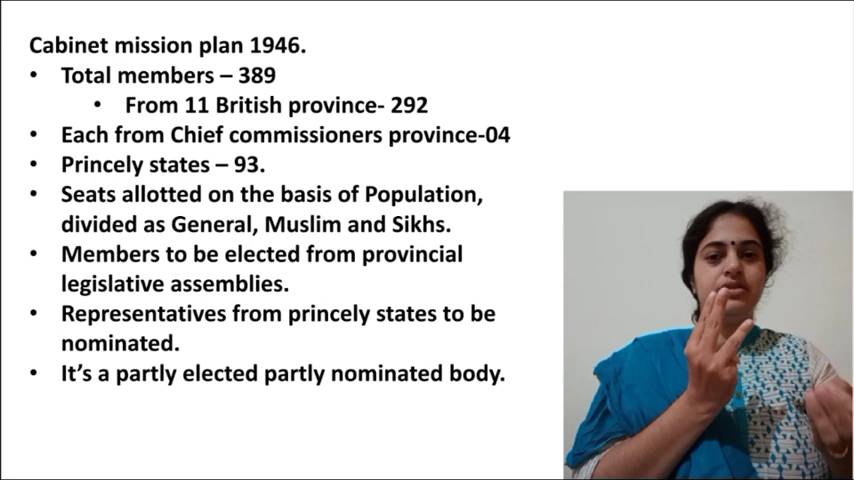 Cabinet mission plan 1946.
• Total members – 389
• From 11 British province- 292
• Each from Chief commissioners province-04
• Princely states – 93.
• Seats allotted on the basis of Population,
divided as General, Muslim and Sikhs.
• Members to be elected from provincial
legislative assemblies.
• Representatives from princely states to be
nominated.
• It’s a partly elected partly nominated body.